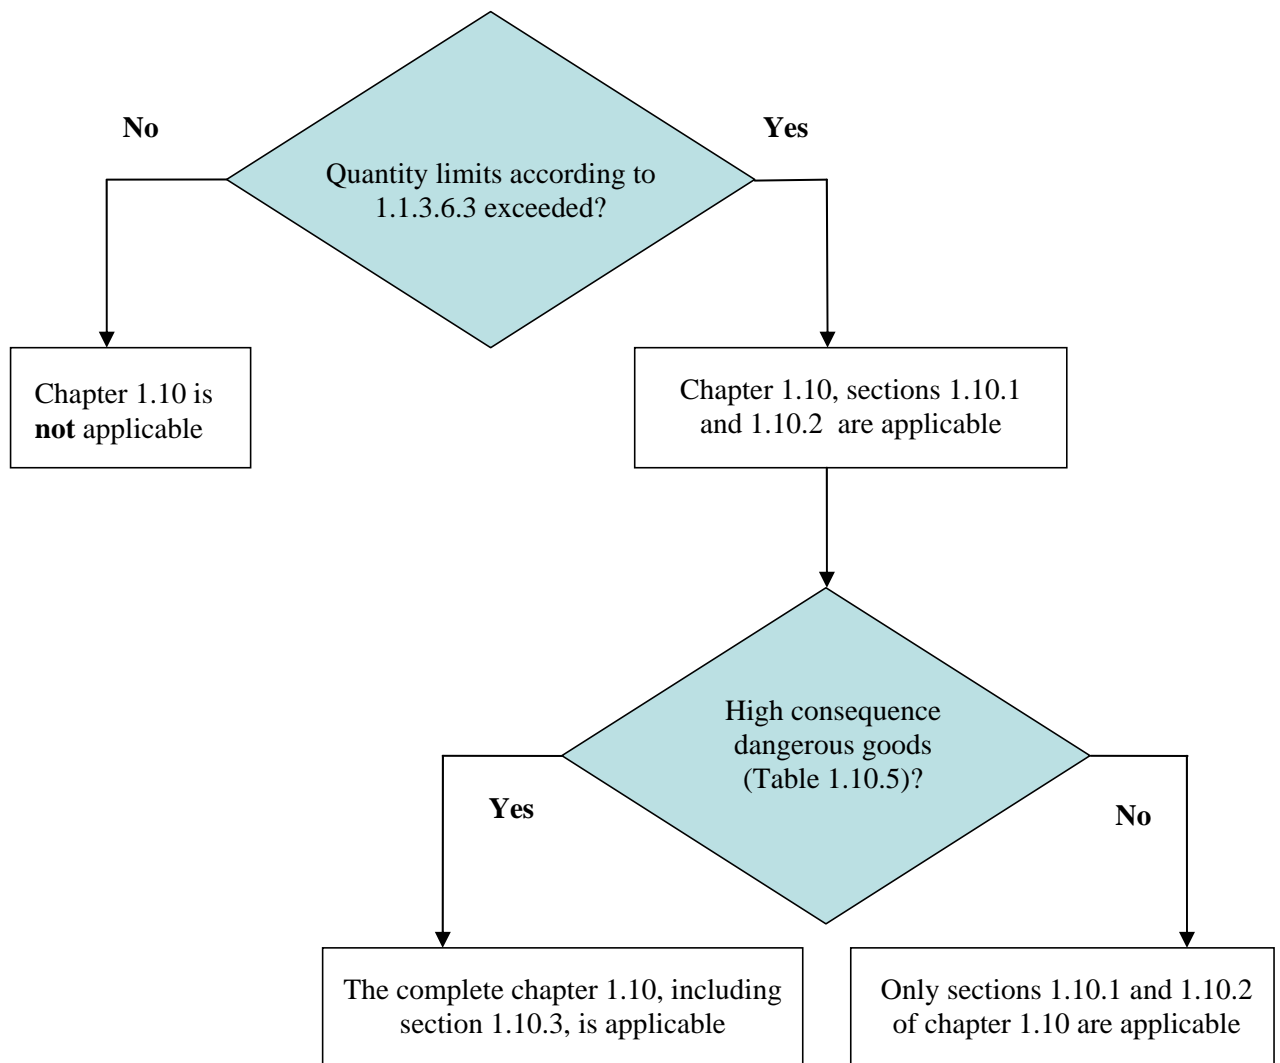 No
Yes
Quantity limits according to
1.1.3.6.3 exceeded?
Chapter 1.10 is
not applicable
Chapter 1.10, sections 1.10.1
and 1.10.2 are applicable
High consequence
dangerous goods
(Table 1.10.5)?
Yes
No
The complete chapter 1.10, including
section 1.10.3, is applicable
Only sections 1.10.1 and 1.10.2
of chapter 1.10 are applicable